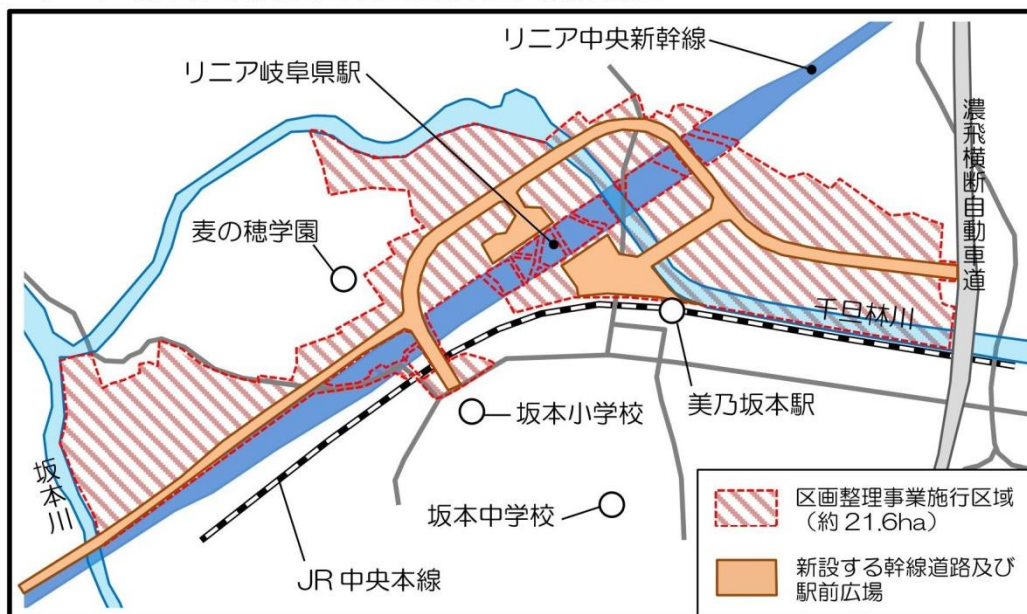 リニア中央新幹線
リニア岐阜県駅
濃飛横断自動車道
麦の穂学園
千旦林川
坂本小学校
美乃坂本駅
坂本川
坂本中学校
JR中央本線
区画整理事業施行区域
（約21.6ha）
新設する幹線道路及び
駅前広場